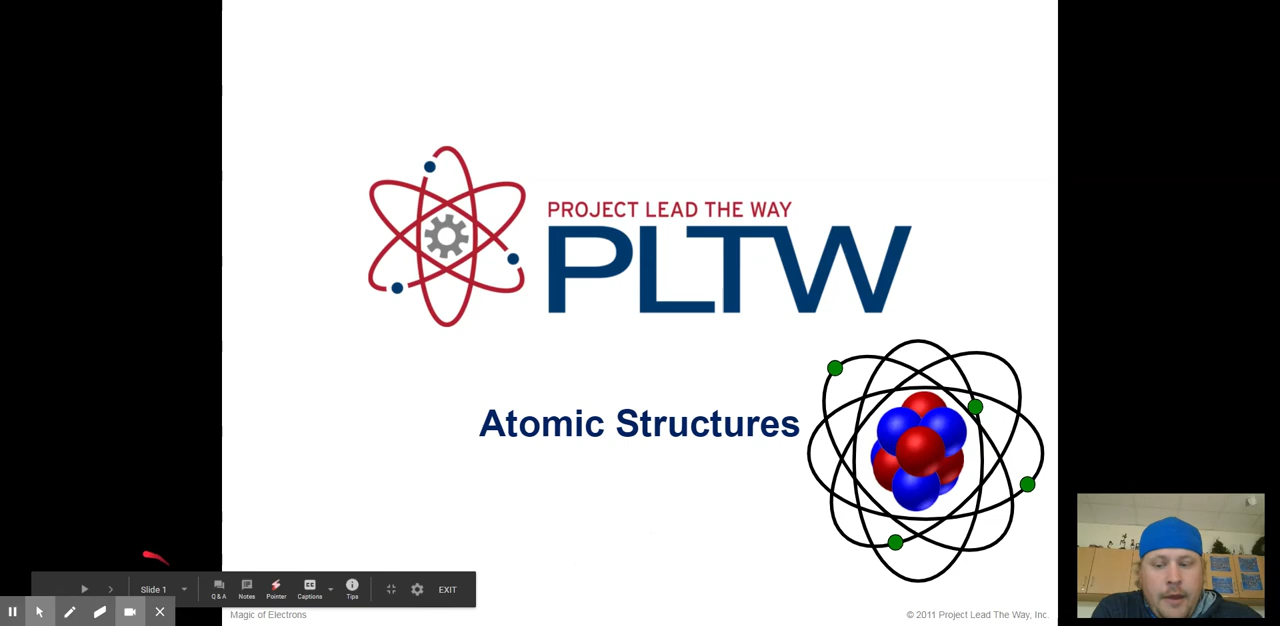 PROJECT LEAD THE WAY
PLTW
Atomic Structures
Slide 1
Q & A
Notes
Pointer
CC
Captions
Tips
EXIT
Magic of Electrons
© 2011 Project Lead The Way, Inc.